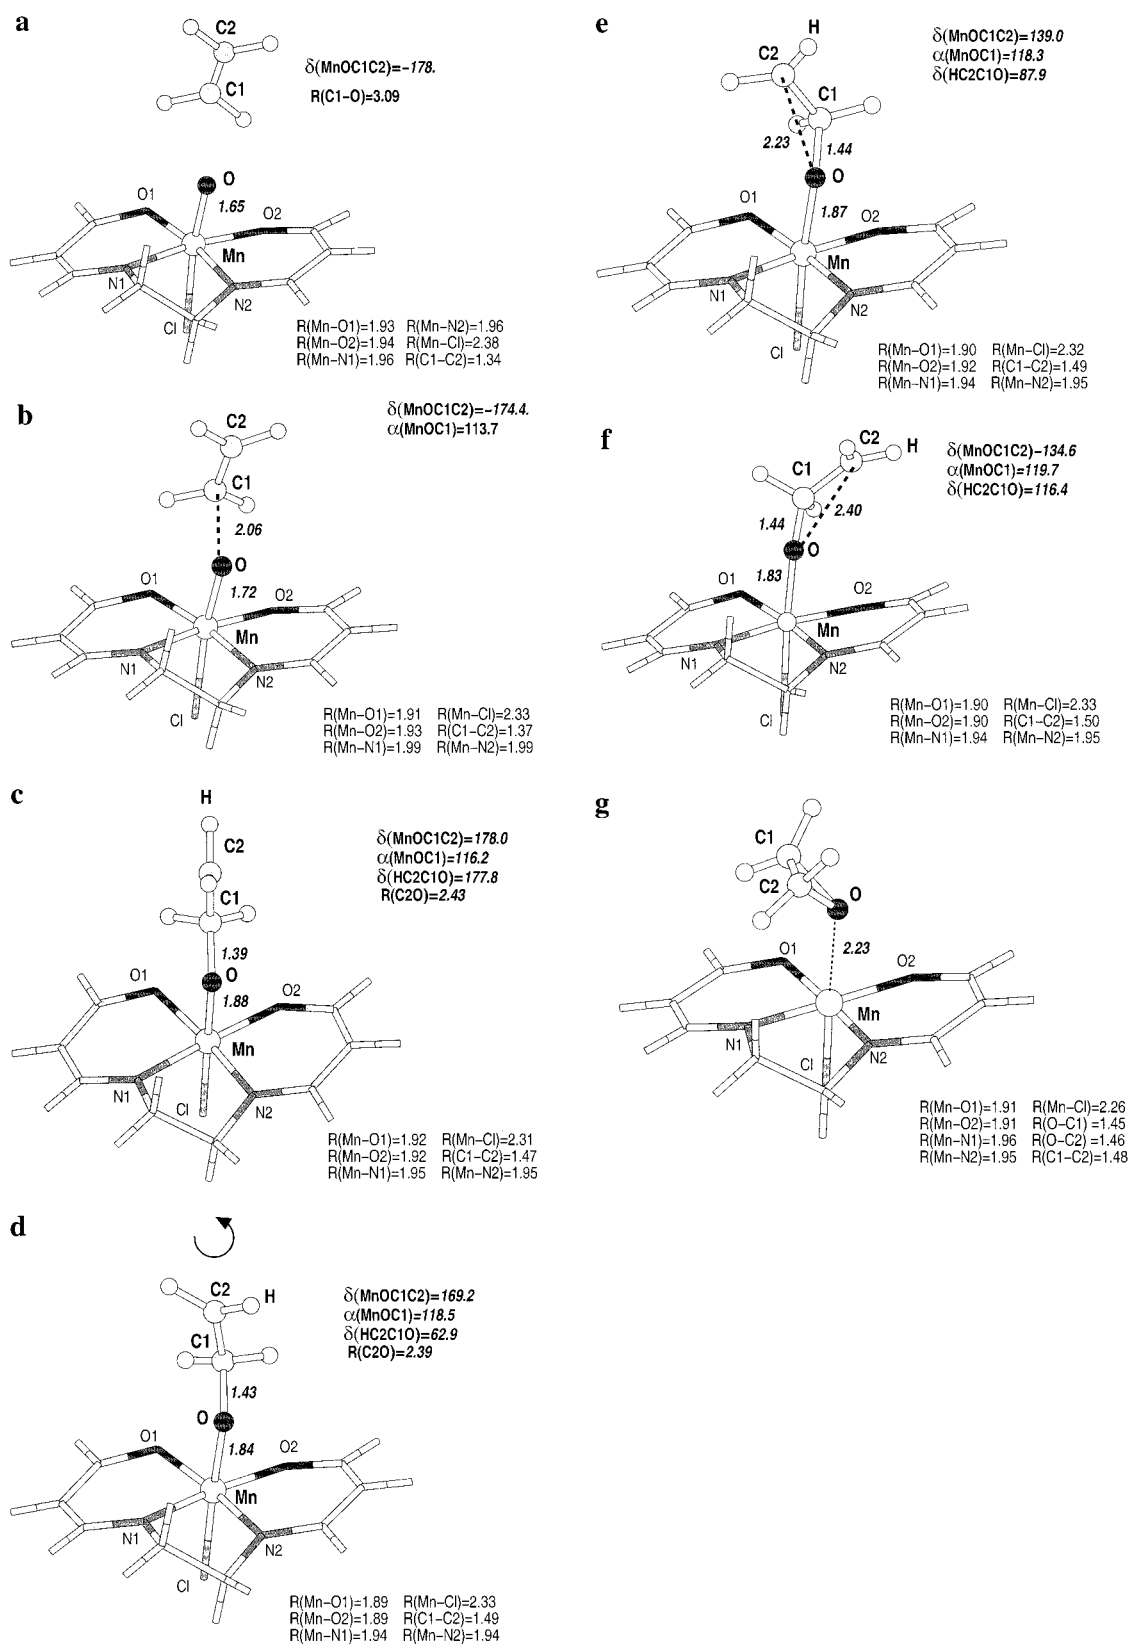 a
C2
C1
δ(MnOC1C2)=−178.
R(C1−O)=3.09
O
1.65
O1
O2
Mn
N1
N2
Cl
R(Mn−O1)=1.93 R(Mn−N2)=1.96
R(Mn−O2)=1.94 R(Mn−Cl)=2.38
R(Mn−N1)=1.96 R(C1−C2)=1.34
b
δ(MnOC1C2)=−174.4.
α(MnOC1)=113.7
C2
C1
2.06
O
1.72
O1
O2
Mn
N1
N2
Cl
R(Mn−O1)=1.91 R(Mn−Cl)=2.33
R(Mn−O2)=1.93 R(C1−C2)=1.37
R(Mn−N1)=1.99 R(Mn−N2)=1.99
c
H
C2
C1
δ(MnOC1C2)=178.0
α(MnOC1)=116.2
δ(HC2C1O)=177.8
R(C2O)=2.43
1.39
O
1.88
O1
O2
Mn
N1
N2
Cl
R(Mn−O1)=1.92 R(Mn−Cl)=2.31
R(Mn−O2)=1.92 R(C1−C2)=1.47
R(Mn−N1)=1.95 R(Mn−N2)=1.95
d
C2
H
C1
δ(MnOC1C2)=169.2
α(MnOC1)=118.5
δ(HC2C1O)=62.9
R(C2O)=2.39
1.43
O
1.84
O1
O2
Mn
N1
N2
Cl
R(Mn−O1)=1.89 R(Mn−Cl)=2.33
R(Mn−O2)=1.89 R(C1−C2)=1.49
R(Mn−N1)=1.94 R(Mn−N2)=1.94
e
H
C2
C1
δ(MnOC1C2)=139.0
α(MnOC1)=118.3
δ(HC2C1O)=87.9
2.23
1.44
O
1.87
O1
O2
Mn
N1
N2
Cl
R(Mn−O1)=1.90 R(Mn−Cl)=2.32
R(Mn−O2)=1.92 R(C1−C2)=1.49
R(Mn−N1)=1.94 R(Mn−N2)=1.95
f
C2
H
C1
δ(MnOC1C2)−134.6
α(MnOC1)=119.7
δ(HC2C1O)=116.4
1.44
2.40
O
1.83
O1
O2
Mn
N1
N2
Cl
R(Mn−O1)=1.90 R(Mn−Cl)=2.33
R(Mn−O2)=1.90 R(C1−C2)=1.50
R(Mn−N1)=1.94 R(Mn−N2)=1.95
g
C1
C2
O
2.23
O1
O2
Mn
N1
N2
Cl
R(Mn−O1)=1.91 R(Mn−Cl)=2.26
R(Mn−O2)=1.91 R(O−C1)=1.45
R(Mn−N1)=1.96 R(O−C2)=1.46
R(Mn−N2)=1.95 R(C1−C2)=1.48